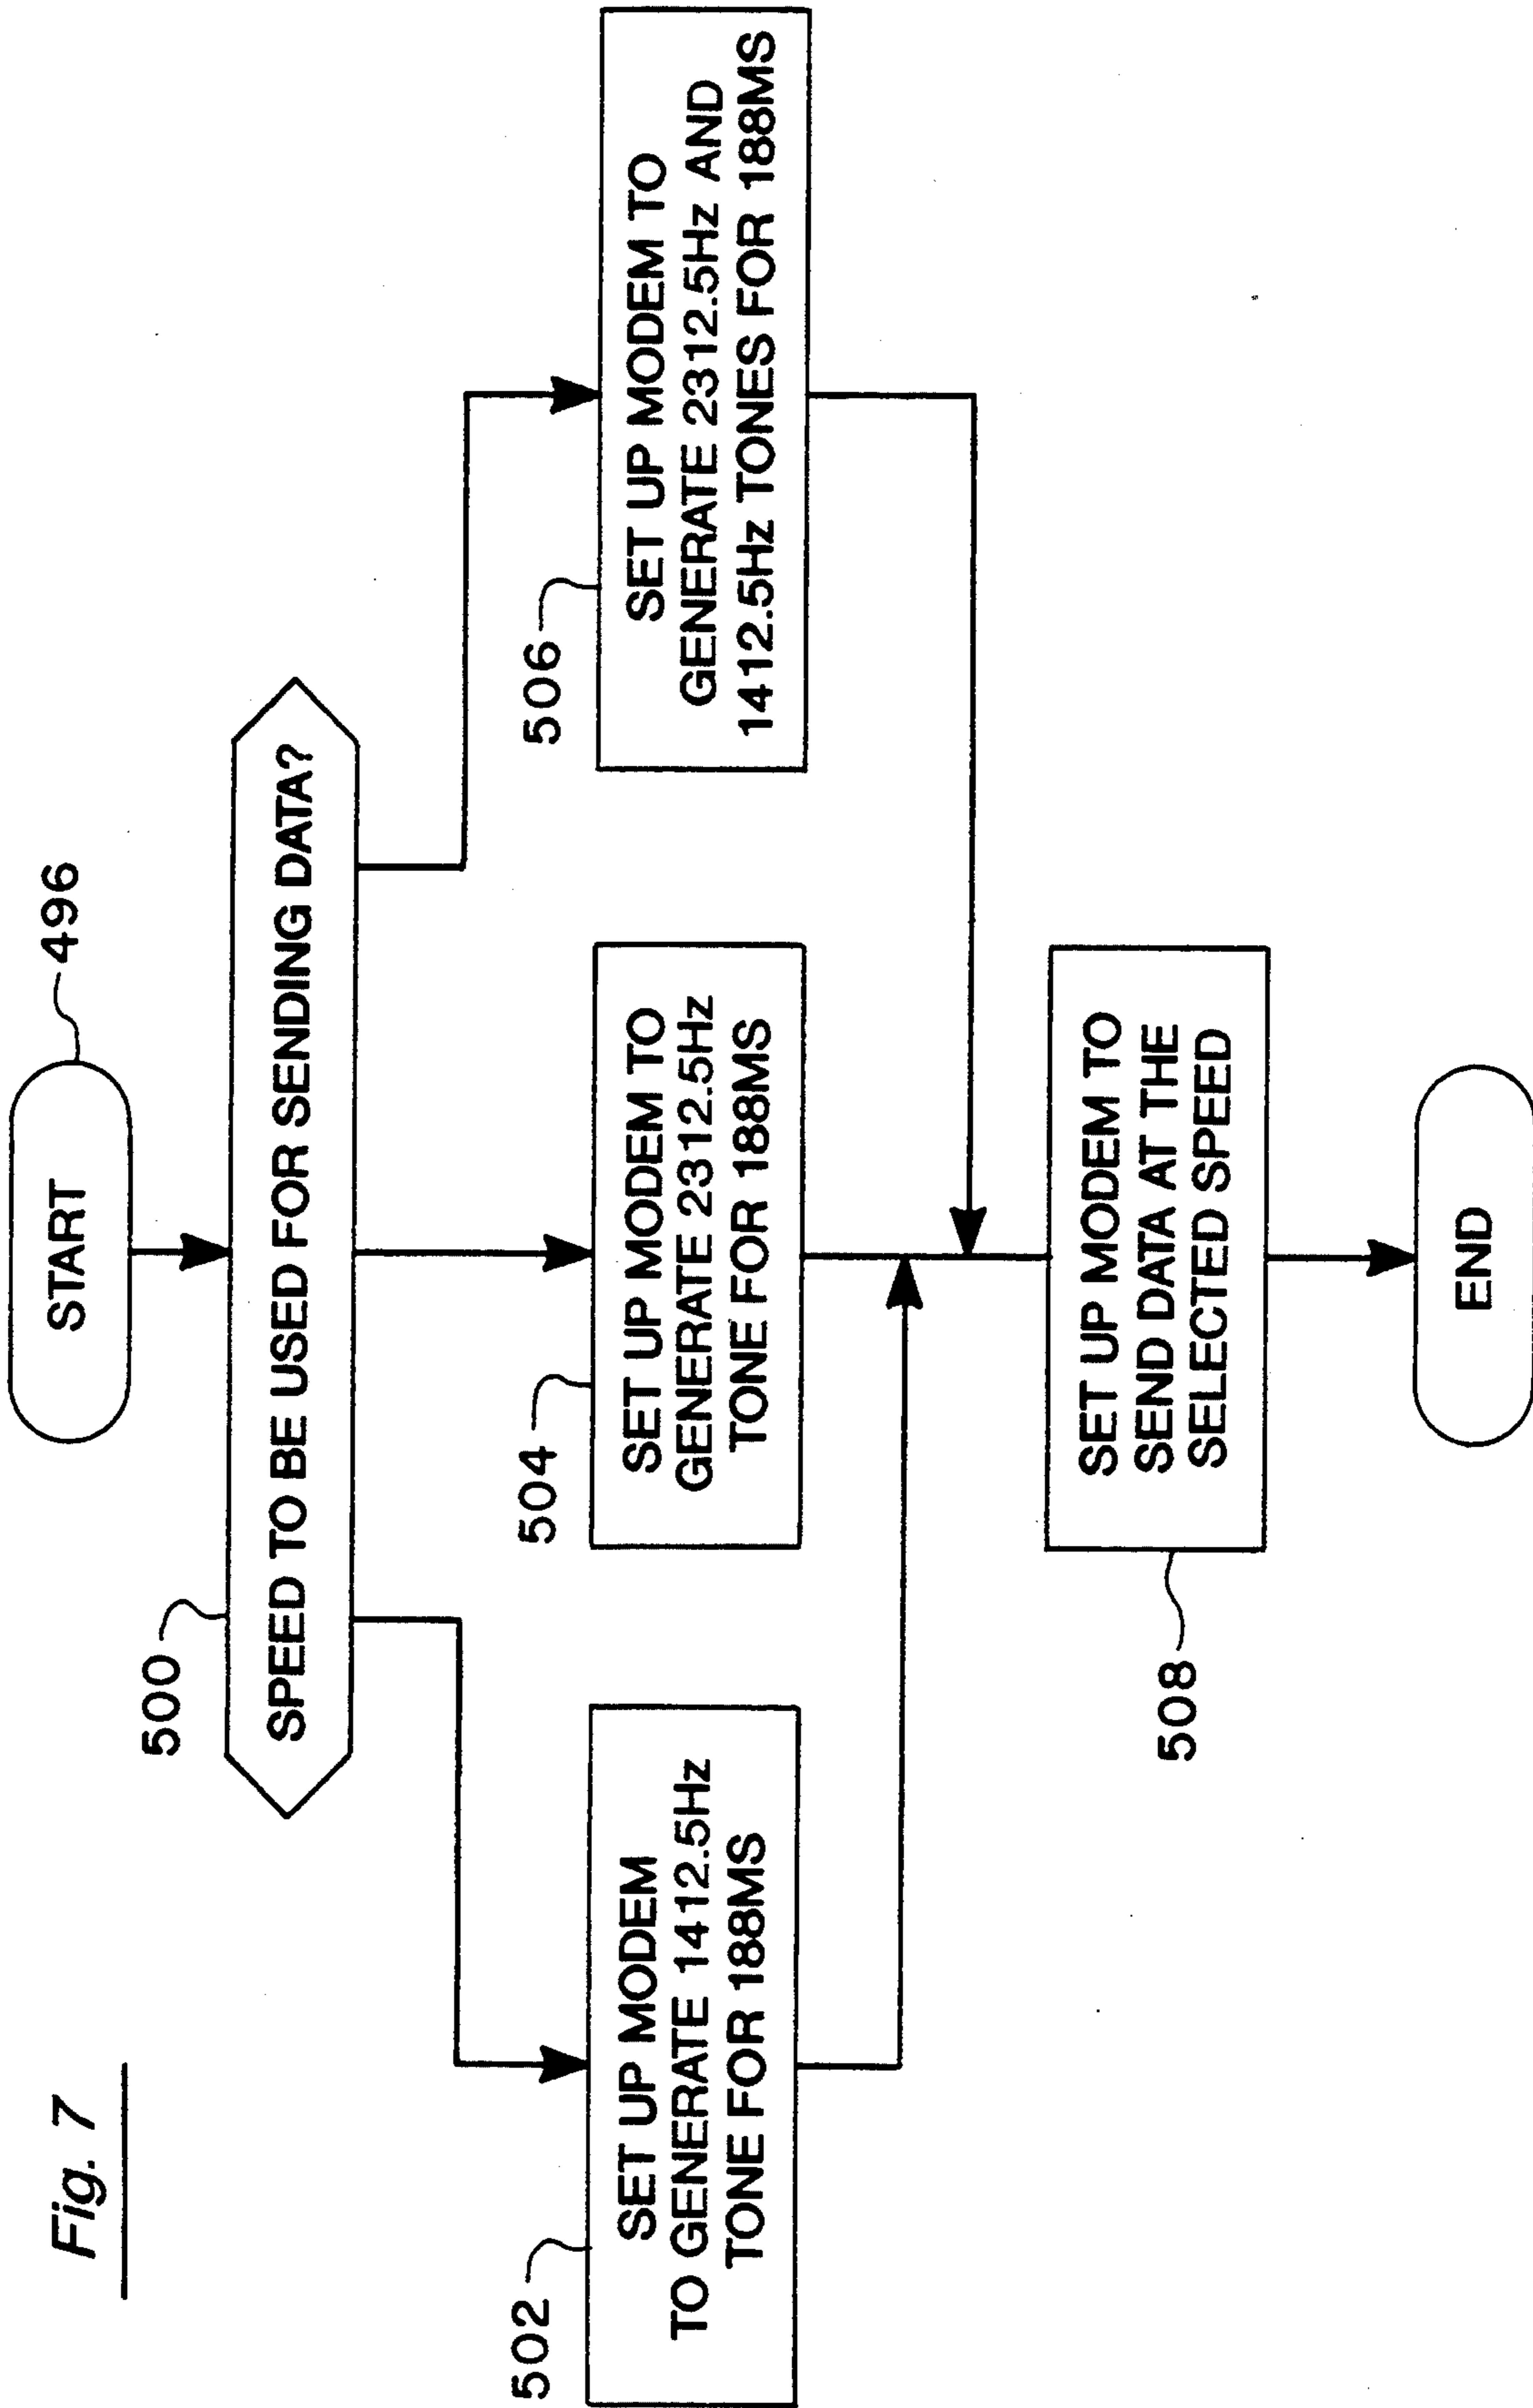 Fig. 7
START
496
500
SPEED TO BE USED FOR SENDING DATA?
502
SET UP MODEM
TO GENERATE 1412.5Hz
TONE FOR 188MS
504
SET UP MODEM TO
GENERATE 2312.5Hz
TONE FOR 188MS
506
SET UP MODEM TO
GENERATE 2312.5Hz AND
1412.5Hz TONES FOR 188MS
508
SET UP MODEM TO
SEND DATA AT THE
SELECTED SPEED
END